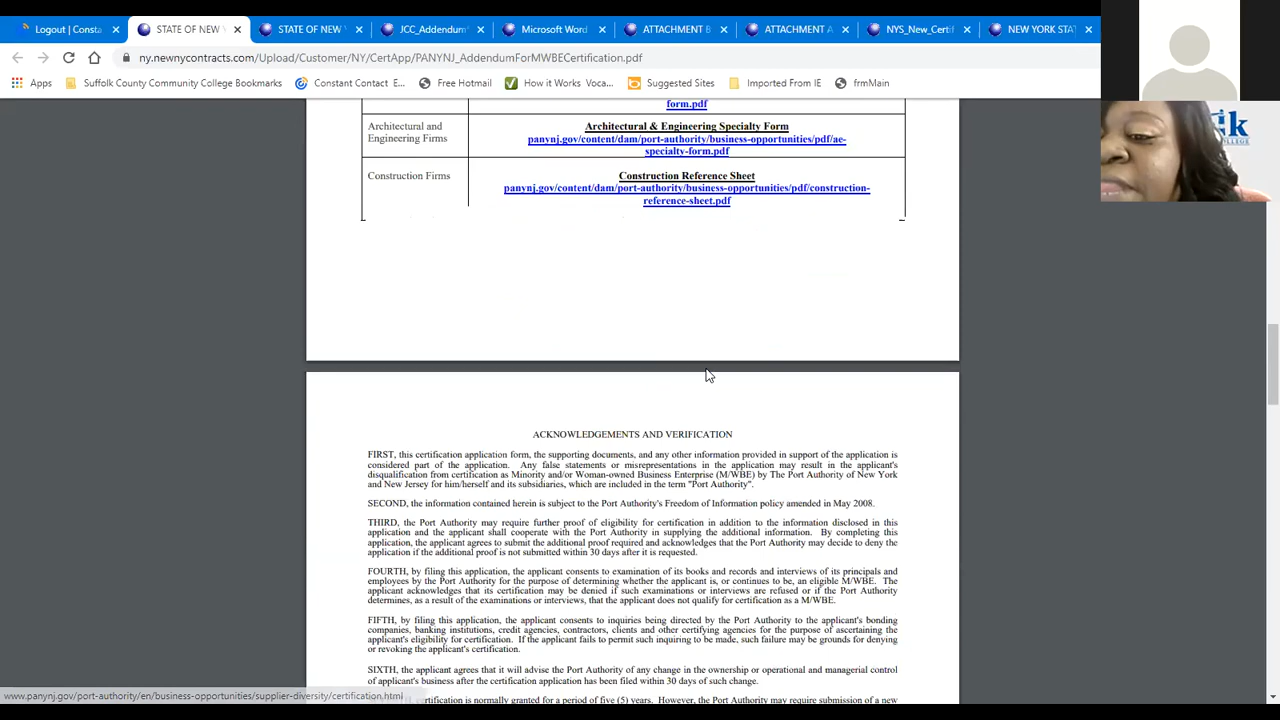 Logout | Consta
STATE OF NEW
STATE OF NEW
JCC_Addendum
Microsoft Word
ATTACHMENT B
ATTACHMENT A
NYS_New_Certif
NEW YORK STA
ny.newnycontracts.com/Upload/Customer/NY/CertApp/PANYNJ_AddendumForMWBECertification.pdf
Apps
Suffolk County Community College Bookmarks
Constant Contact E...
Free Hotmail
How it Works Voca...
Suggested Sites
Imported From IE
frmMain
form.pdf
Architectural and
Engineering Firms
Architectural & Engineering Specialty Form
panynj.gov/content/dam/port-authority/business-opportunities/pdf/ae-
specialty-form.pdf
Construction Firms
Construction Reference Sheet
panynj.gov/content/dam/port-authority/business-opportunities/pdf/construction-
reference-sheet.pdf
k
COLLEGE
ACKNOWLEDGEMENTS AND VERIFICATION
FIRST, this certification application form, the supporting documents, and any other information provided in support of the application is
considered part of the application. Any false statements or misrepresentations in the application may result in the applicant's
disqualification from certification as Minority and/or Woman-owned Business Enterprise (M/WBE) by The Port Authority of New York
and New Jersey for him/herself and its subsidiaries, which are included in the term "Port Authority".
SECOND, the information contained herein is subject to the Port Authority's Freedom of Information policy amended in May 2008.
THIRD, the Port Authority may require further proof of eligibility for certification in addition to the information disclosed in this
application and the applicant shall cooperate with the Port Authority in supplying the additional information. By completing this
application, the applicant agrees to submit the additional proof required and acknowledges that the Port Authority may decide to deny the
application if the additional proof is not submitted within 30 days after it is requested.
FOURTH, by filing this application, the applicant consents to examination of its books and records and interviews of its principals and
employees by the Port Authority for the purpose of determining whether the applicant is, or continues to be, an eligible M/WBE. The
applicant acknowledges that its certification may be denied if such examinations or interviews are refused or if the Port Authority
determines, as a result of the examinations or interviews, that the applicant does not qualify for certification as a M/WBE.
FIFTH, by filing this application, the applicant consents to inquiries being directed by the Port Authority to the applicant's bonding
companies, banking institutions, credit agencies, contractors, clients and other certifying agencies for the purpose of ascertaining the
applicant's eligibility for certification. If the applicant fails to permit such inquiring to be made, such failure may be grounds for denying
or revoking the applicant's certification.
SIXTH, the applicant agrees that it will advise the Port Authority of any change in the ownership or operational and managerial control
of applicant's business after the certification application has been filed within 30 days of such change.
certification is normally granted for a period of five (5) years. However, the Port Authority may require submission of a new
www.panynj.gov/port-authority/en/business-opportunities/supplier-diversity/certification.html